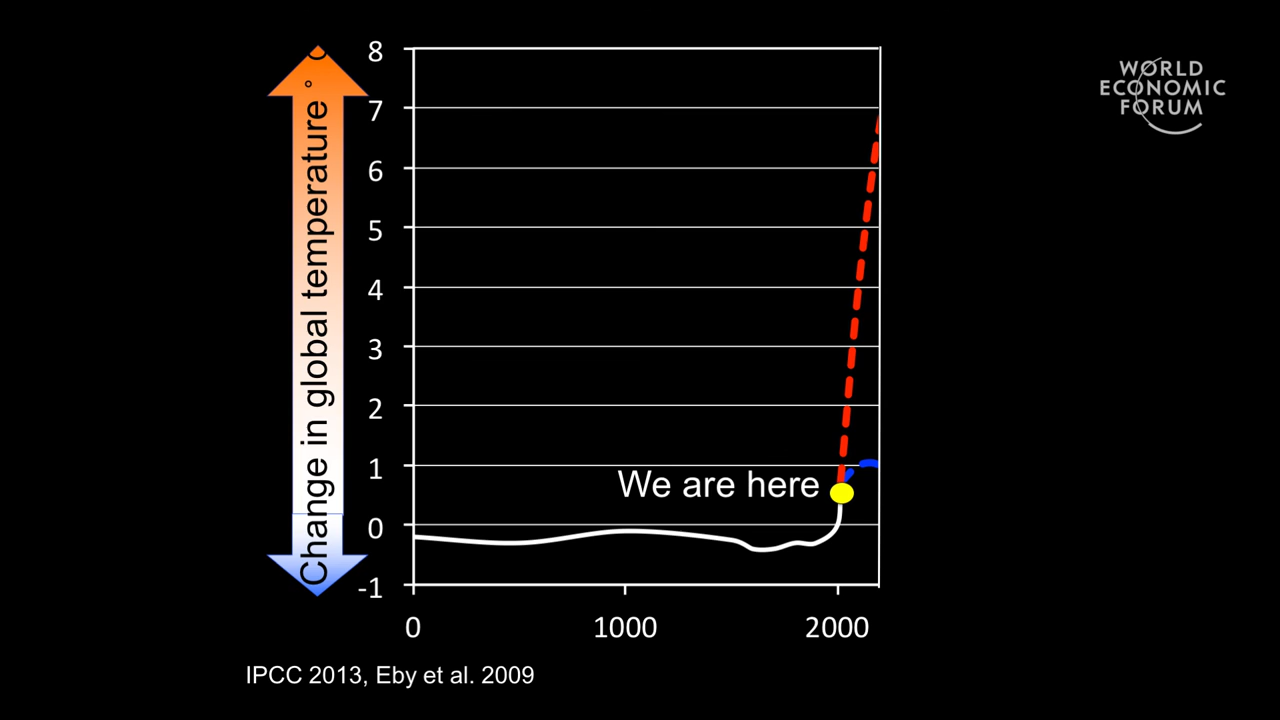 WORLD
ECONOMIC
FORUM
Change in global temperature °
8
7
6
5
4
3
2
1
0
-1
We are here
0 1000 2000
IPCC 2013, Eby et al. 2009